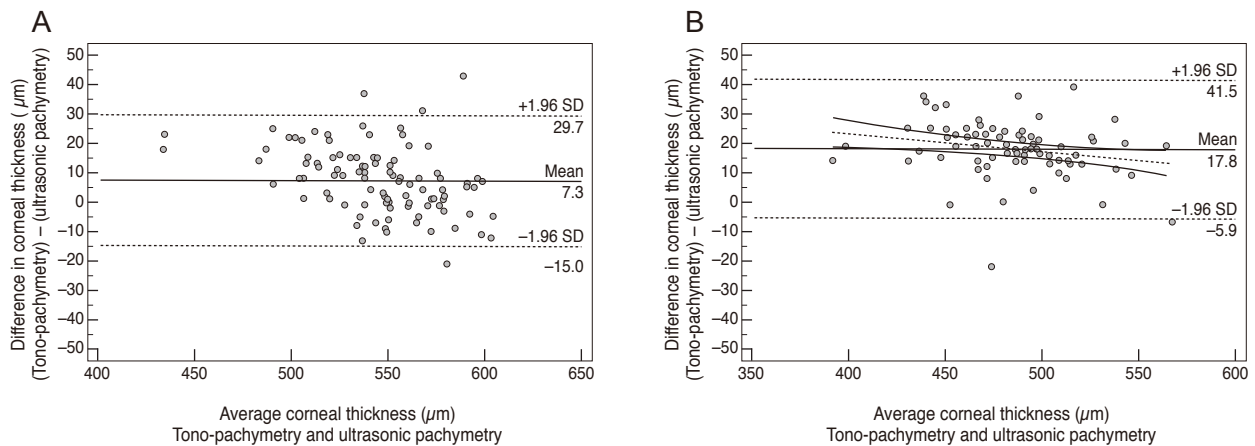 A
Difference in corneal thickness (µm)
(Tono-pachymetry) – (ultrasonic pachymetry)
50
40
30
20
10
0
–10
–20
–30
–40
–50
+1.96 SD
29.7
Mean
7.3
–1.96 SD
–15.0
400
450
500
550
600
650
Average corneal thickness (µm)
Tono-pachymetry and ultrasonic pachymetry
B
Difference in corneal thickness (µm)
(Tono-pachymetry) – (ultrasonic pachymetry)
50
40
30
20
10
0
–10
–20
–30
–40
–50
+1.96 SD
41.5
Mean
17.8
–1.96 SD
–5.9
350
400
450
500
550
600
Average corneal thickness (µm)
Tono-pachymetry and ultrasonic pachymetry